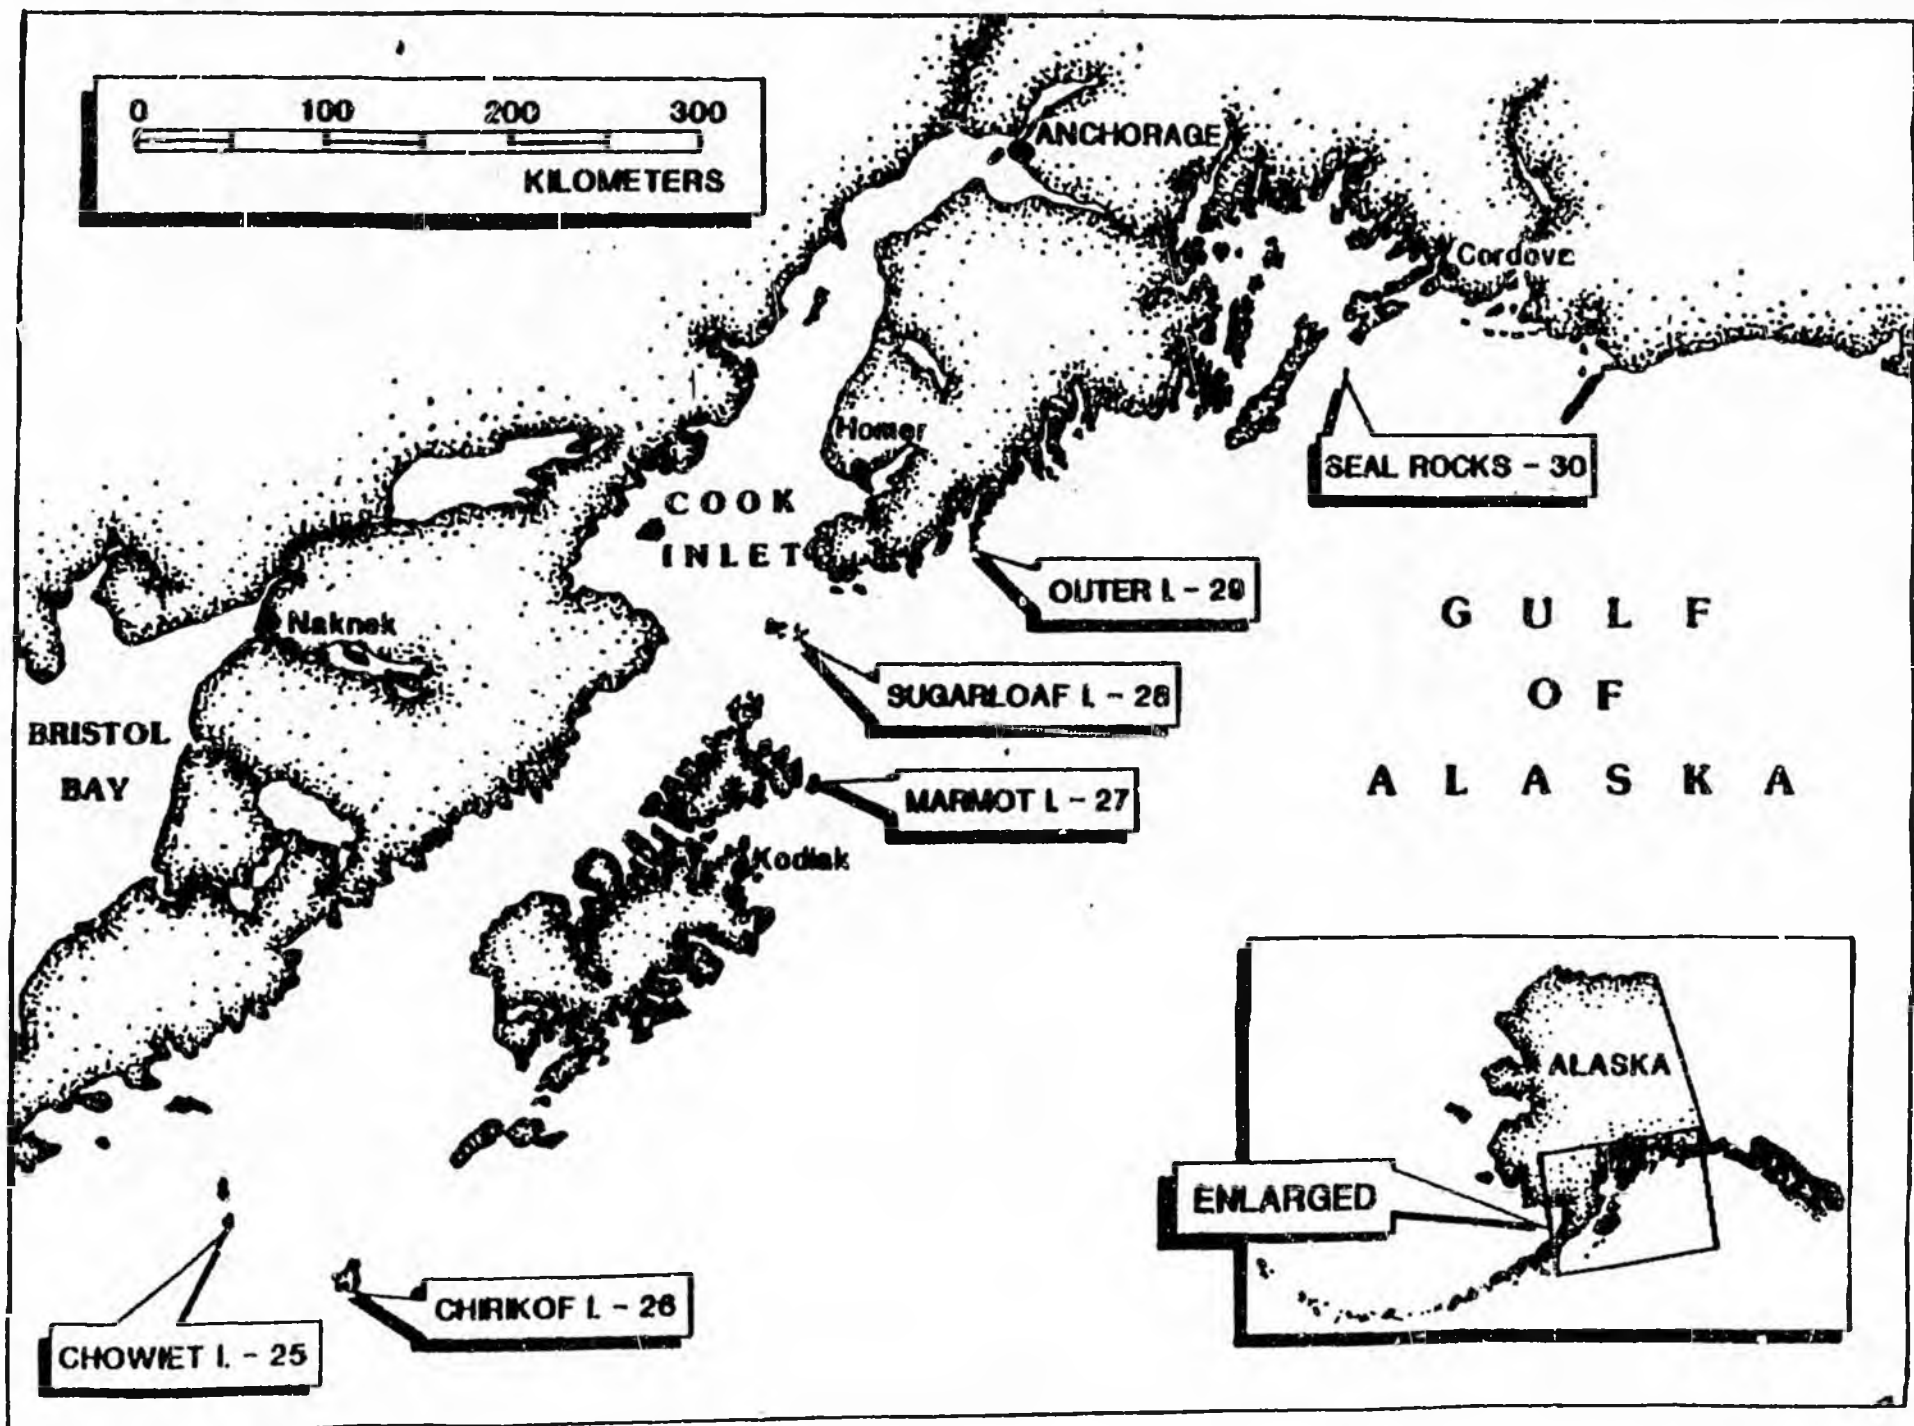 0 100 200 300
KILOMETERS
ANCHORAGE
Cordova
Homer
SEAL ROCKS - 30
COOK
INLET
OUTER I. - 29
GULF
OF
ALASKA
Naknek
SUGARLOAF I. - 28
BRISTOL
BAY
MARMOT I. - 27
Kodiak
ALASKA
ENLARGED
CHIRIKOF I. - 26
CHOWIET I. - 25